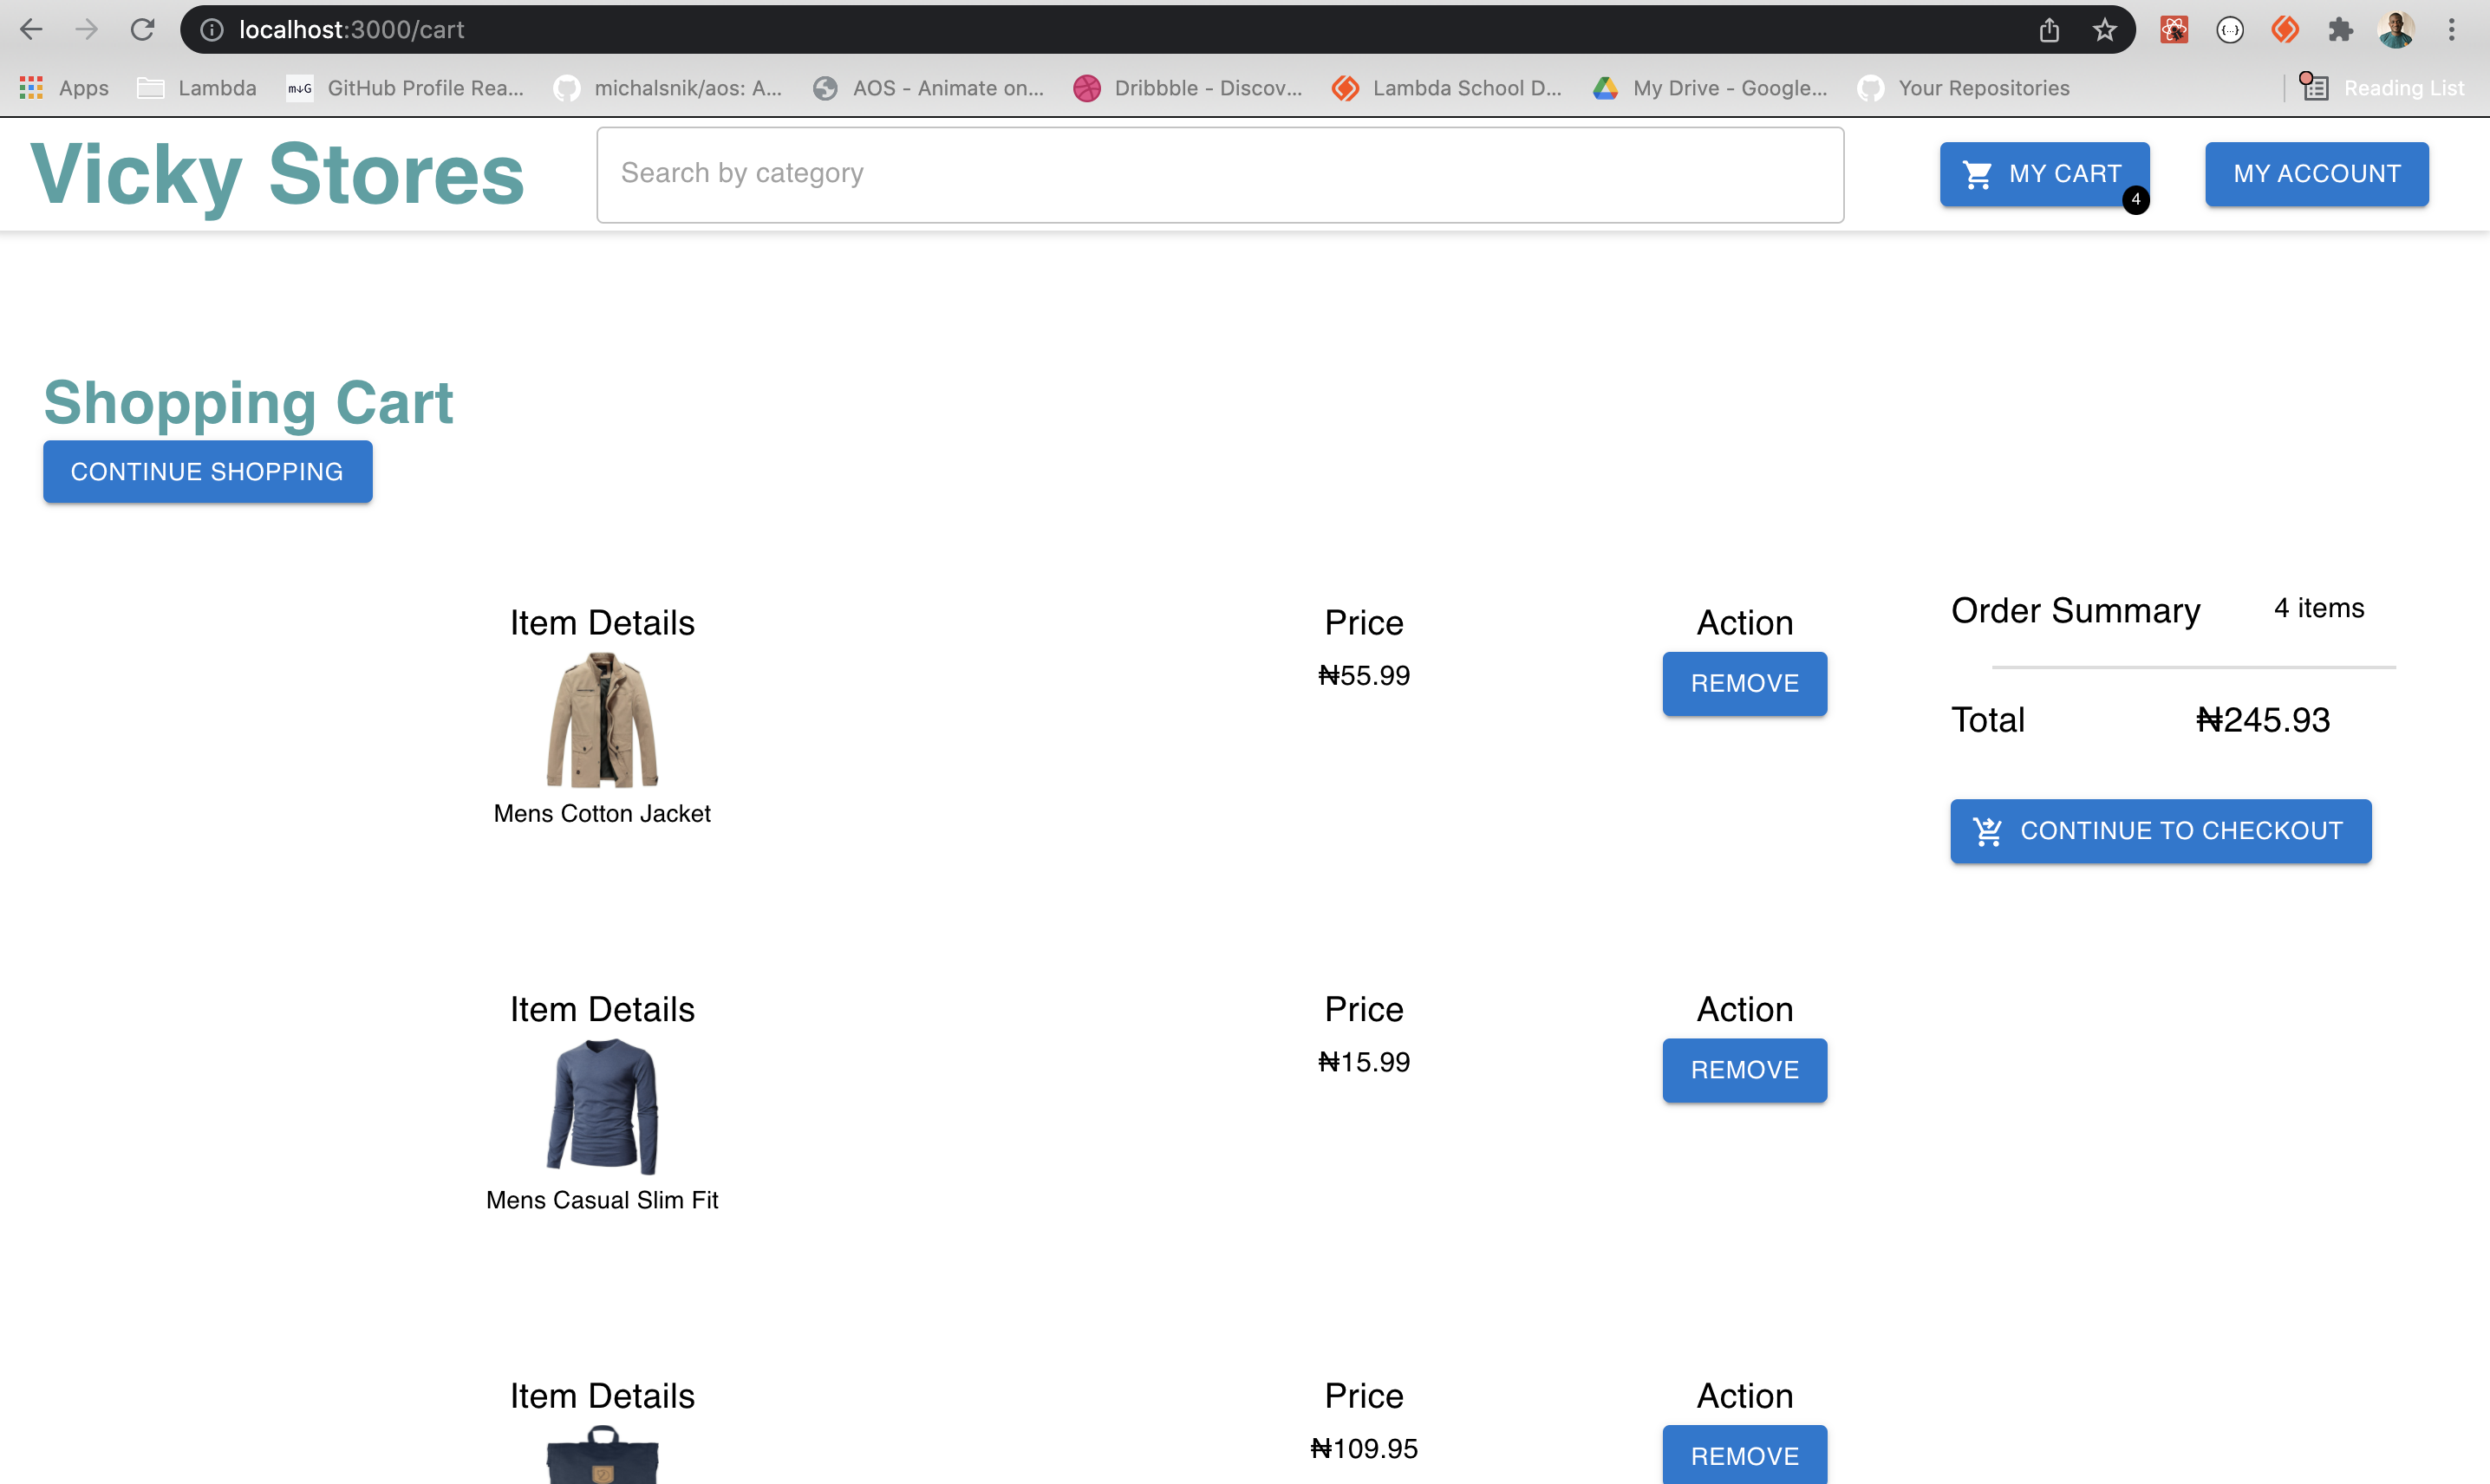 localhost:3000/cart
Apps Lambda M↓G GitHub Profile Rea... michalsnik/aos: A... AOS - Animate on... Dribbble - Discov... Lambda School D... My Drive - Google... Your Repositories Reading List
Vicky Stores
Search by category
MY CART
4
MY ACCOUNT
Shopping Cart
CONTINUE SHOPPING
Item Details Price Action
₦55.99 REMOVE
Mens Cotton Jacket
Order Summary 4 items
Total ₦245.93
CONTINUE TO CHECKOUT
Item Details Price Action
₦15.99 REMOVE
Mens Casual Slim Fit
Item Details Price Action
₦109.95 REMOVE